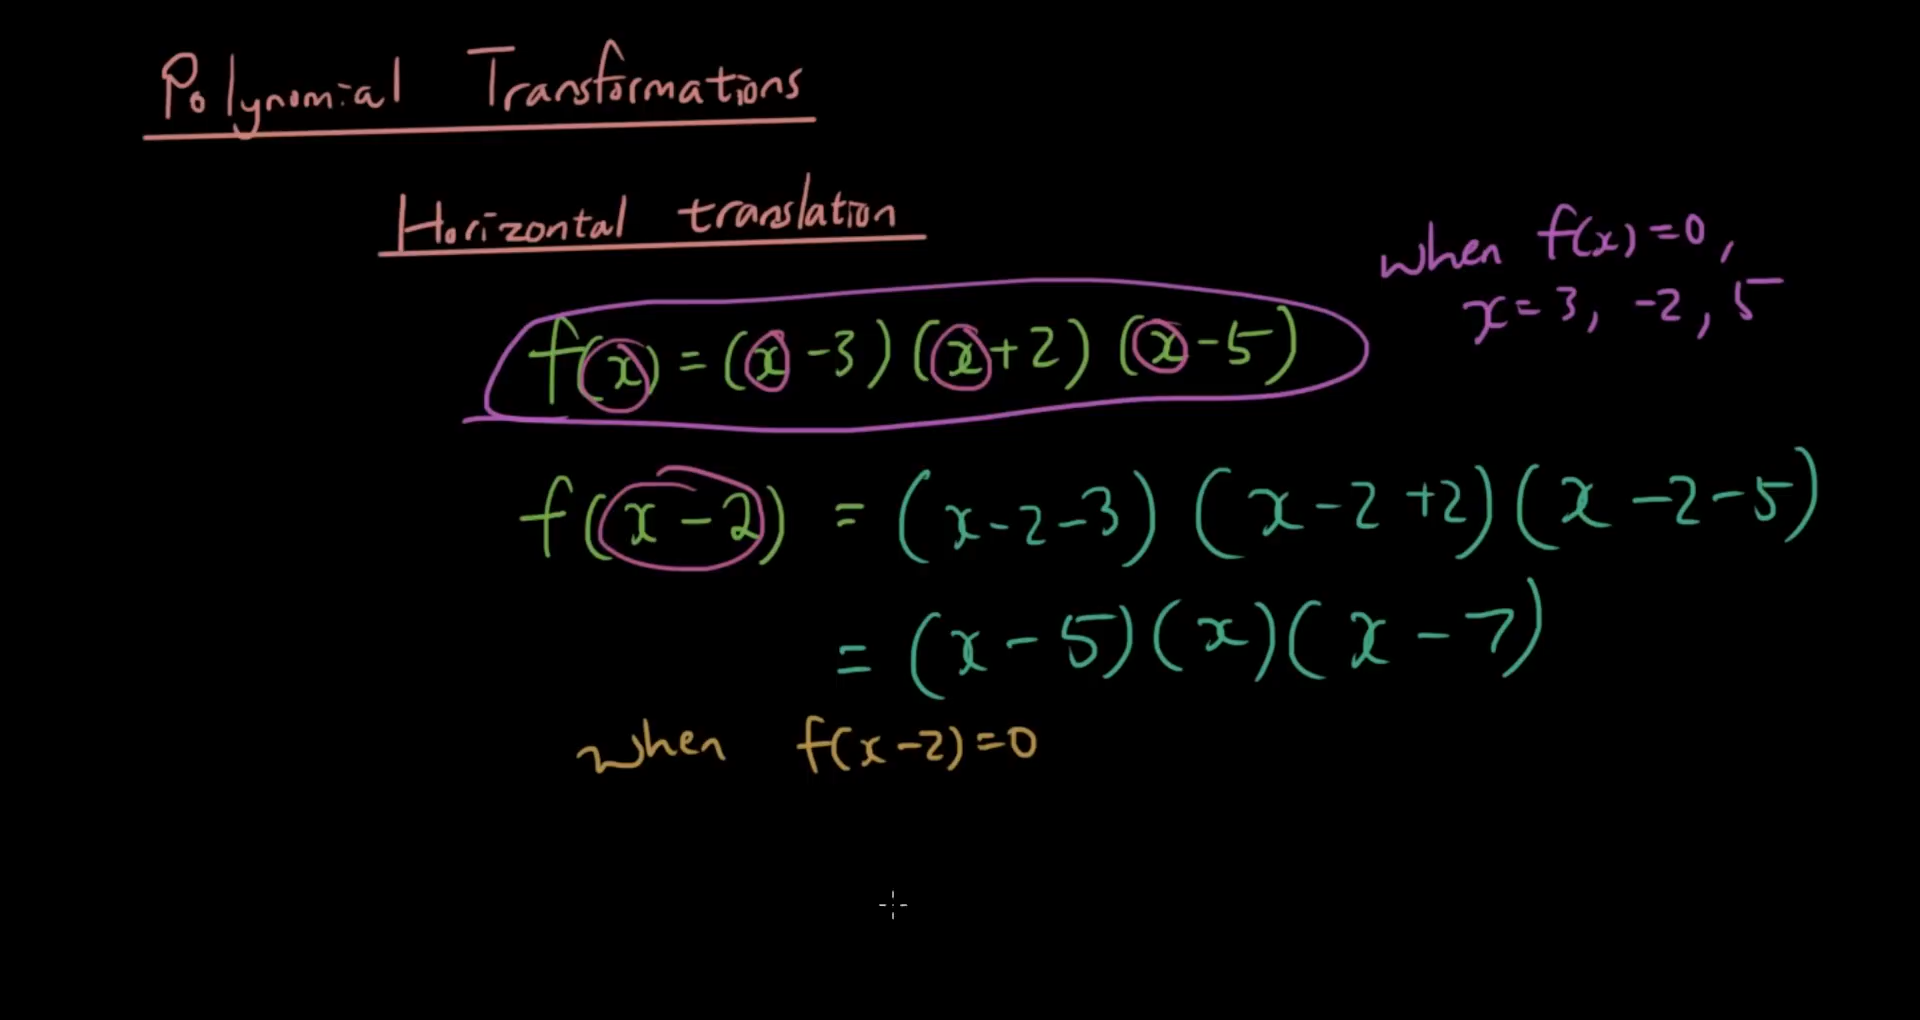 Polynomial Transformations
Horizontal translation
when f(x)=0,
x=3, -2, 5
f(x) = (x-3)(x+2)(x-5)
f(x-2) = (x-2-3)(x-2+2)(x-2-5)
= (x-5)(x)(x-7)
when f(x-2)=0